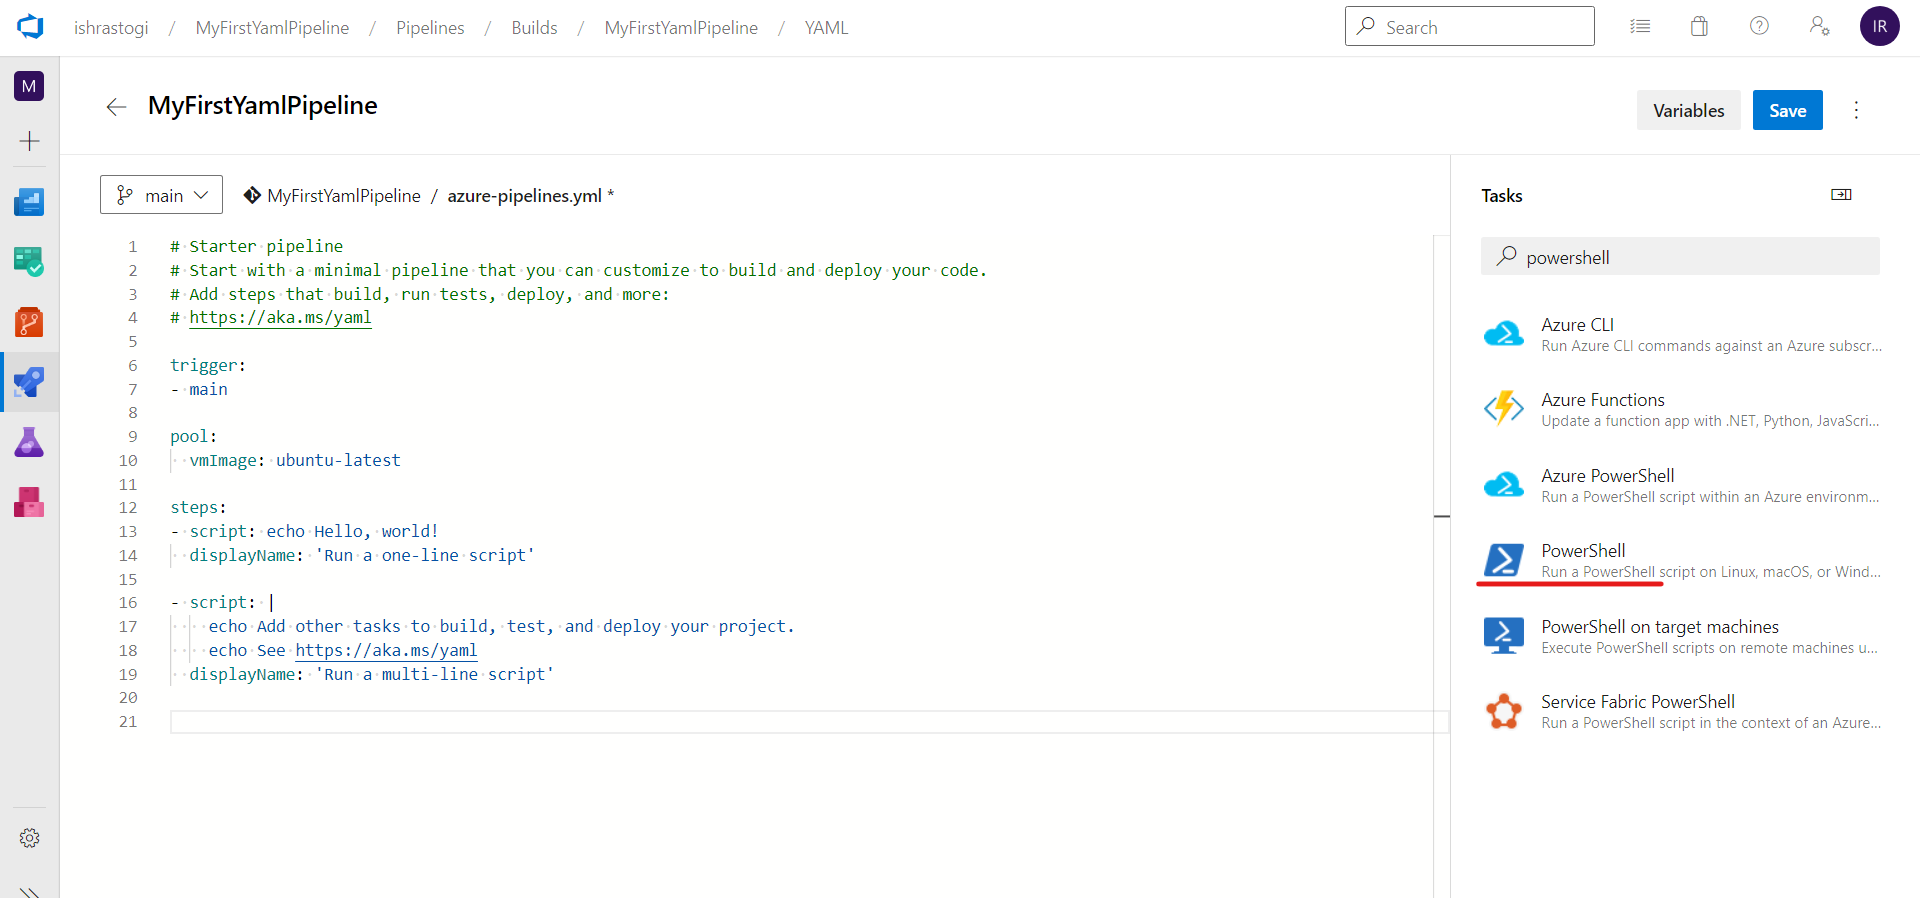 ishrastogi / MyFirstYamlPipeline / Pipelines / Builds / MyFirstYamlPipeline / YAML
Search
IR
M
MyFirstYamlPipeline
Variables
Save
main
MyFirstYamlPipeline / azure-pipelines.yml *
1 # Starter pipeline
2 # Start with a minimal pipeline that you can customize to build and deploy your code.
3 # Add steps that build, run tests, deploy, and more:
4 # https://aka.ms/yaml
5
6 trigger:
7 - main
8
9 pool:
10   vmImage: ubuntu-latest
11
12 steps:
13 - script: echo Hello, world!
14   displayName: 'Run a one-line script'
15
16 - script: |
17     echo Add other tasks to build, test, and deploy your project.
18     echo See https://aka.ms/yaml
19   displayName: 'Run a multi-line script'
20
21
Tasks
powershell
Azure CLI
Run Azure CLI commands against an Azure subscr...
Azure Functions
Update a function app with .NET, Python, JavaScri...
Azure PowerShell
Run a PowerShell script within an Azure environm...
PowerShell
Run a PowerShell script on Linux, macOS, or Wind...
PowerShell on target machines
Execute PowerShell scripts on remote machines u...
Service Fabric PowerShell
Run a PowerShell script in the context of an Azure...